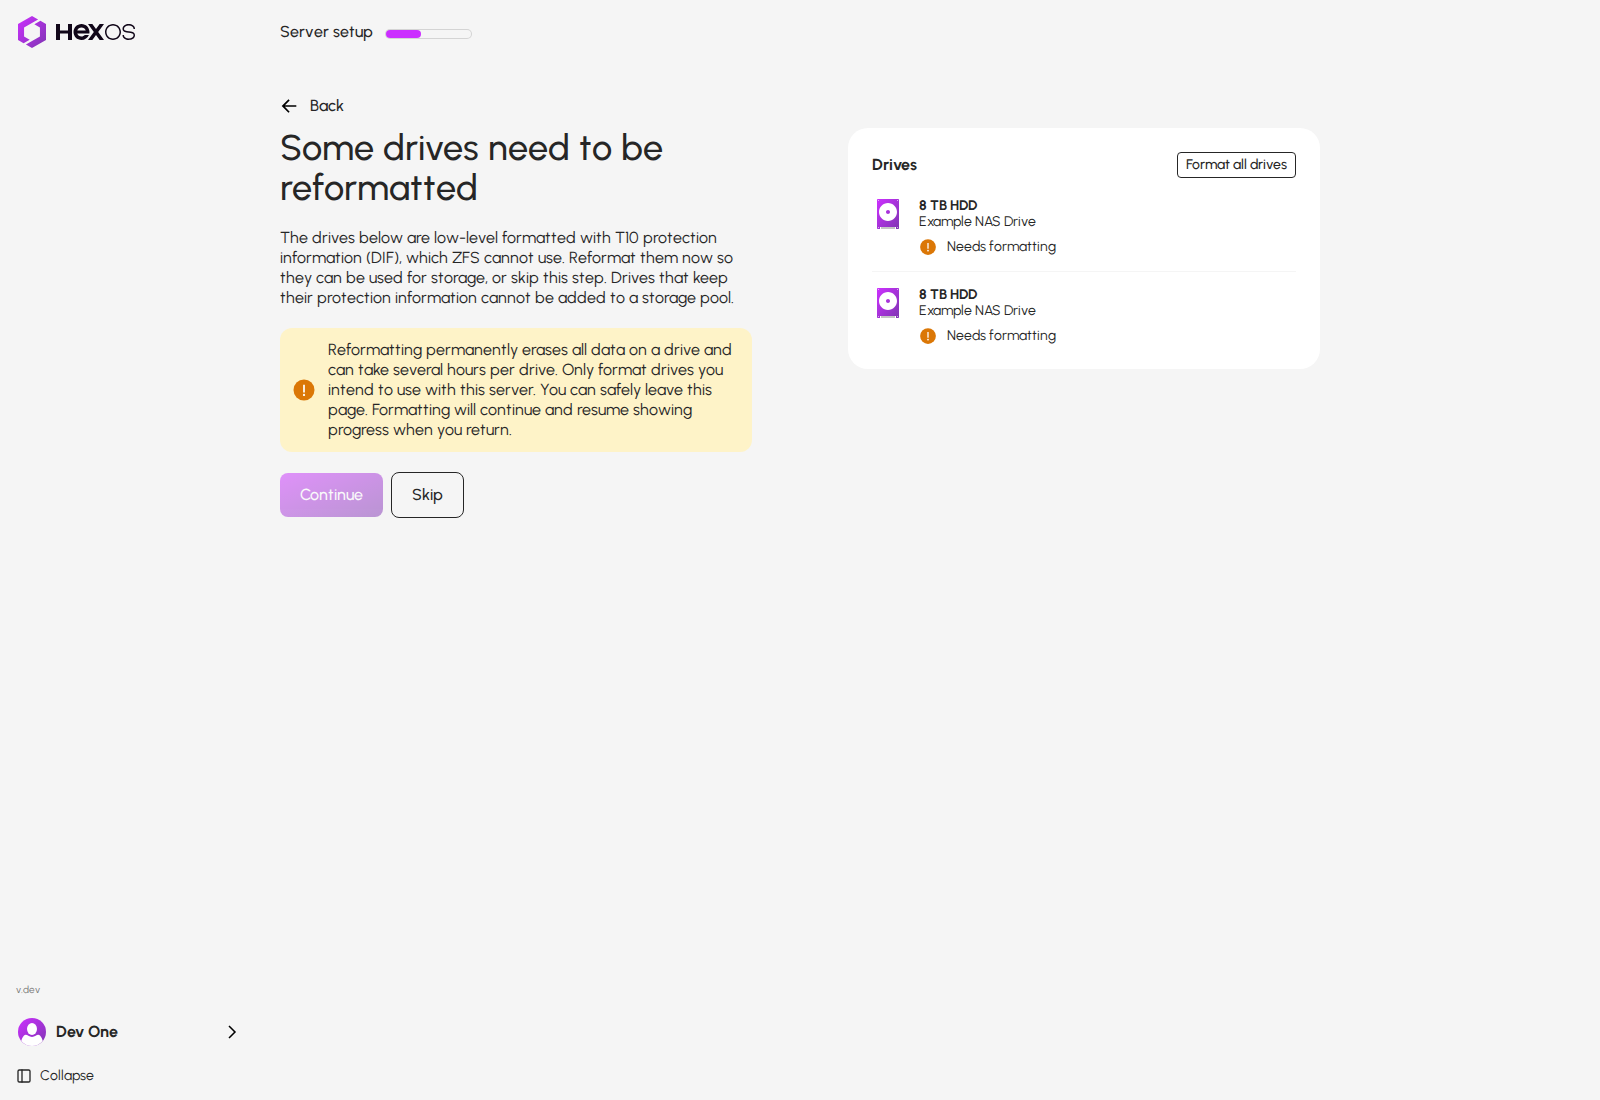 HexOS
Server setup
Back
Some drives need to be
reformatted
The drives below are low-level formatted with T10 protection
information (DIF), which ZFS cannot use. Reformat them now so
they can be used for storage, or skip this step. Drives that keep
their protection information cannot be added to a storage pool.
Reformatting permanently erases all data on a drive and
can take several hours per drive. Only format drives you
intend to use with this server. You can safely leave this
page. Formatting will continue and resume showing
progress when you return.
Continue
Skip
Drives
Format all drives
8 TB HDD
Example NAS Drive
Needs formatting
8 TB HDD
Example NAS Drive
Needs formatting
v.dev
Dev One
Collapse